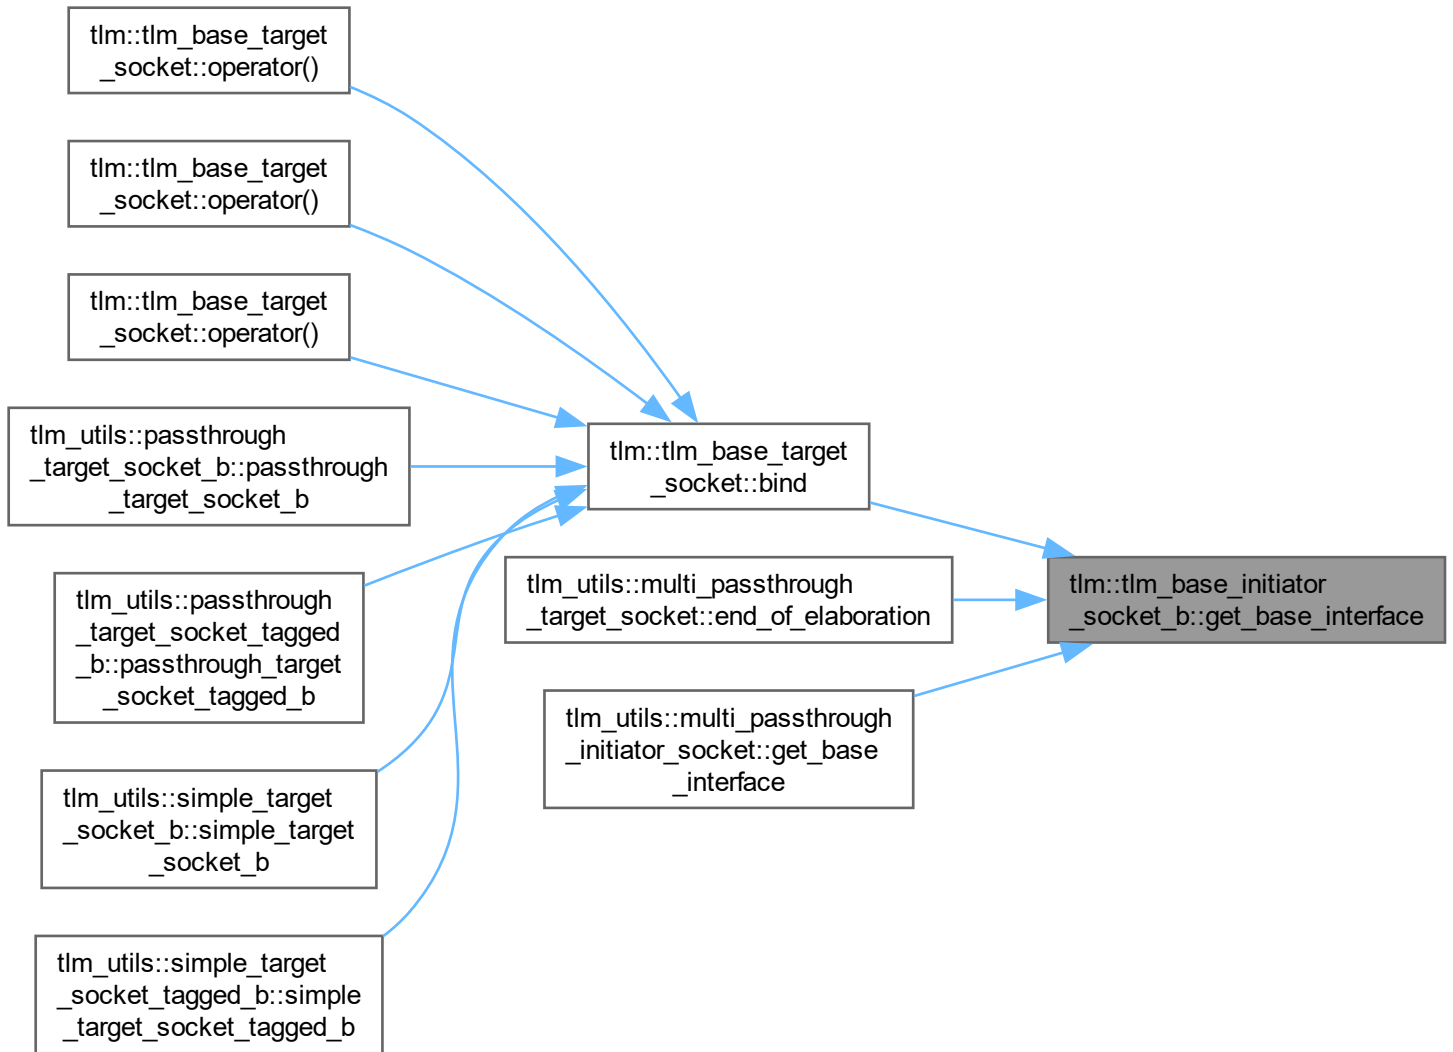 tlm::tlm_base_target
_socket::operator()
tlm::tlm_base_target
_socket::operator()
tlm::tlm_base_target
_socket::operator()
tlm_utils::passthrough
_target_socket_b::passthrough
_target_socket_b
tlm_utils::passthrough
_target_socket_tagged
_b::passthrough_target
_socket_tagged_b
tlm_utils::simple_target
_socket_b::simple_target
_socket_b
tlm_utils::simple_target
_socket_tagged_b::simple
_target_socket_tagged_b
tlm::tlm_base_target
_socket::bind
tlm_utils::multi_passthrough
_target_socket::end_of_elaboration
tlm_utils::multi_passthrough
_initiator_socket::get_base
_interface
tlm::tlm_base_initiator
_socket_b::get_base_interface